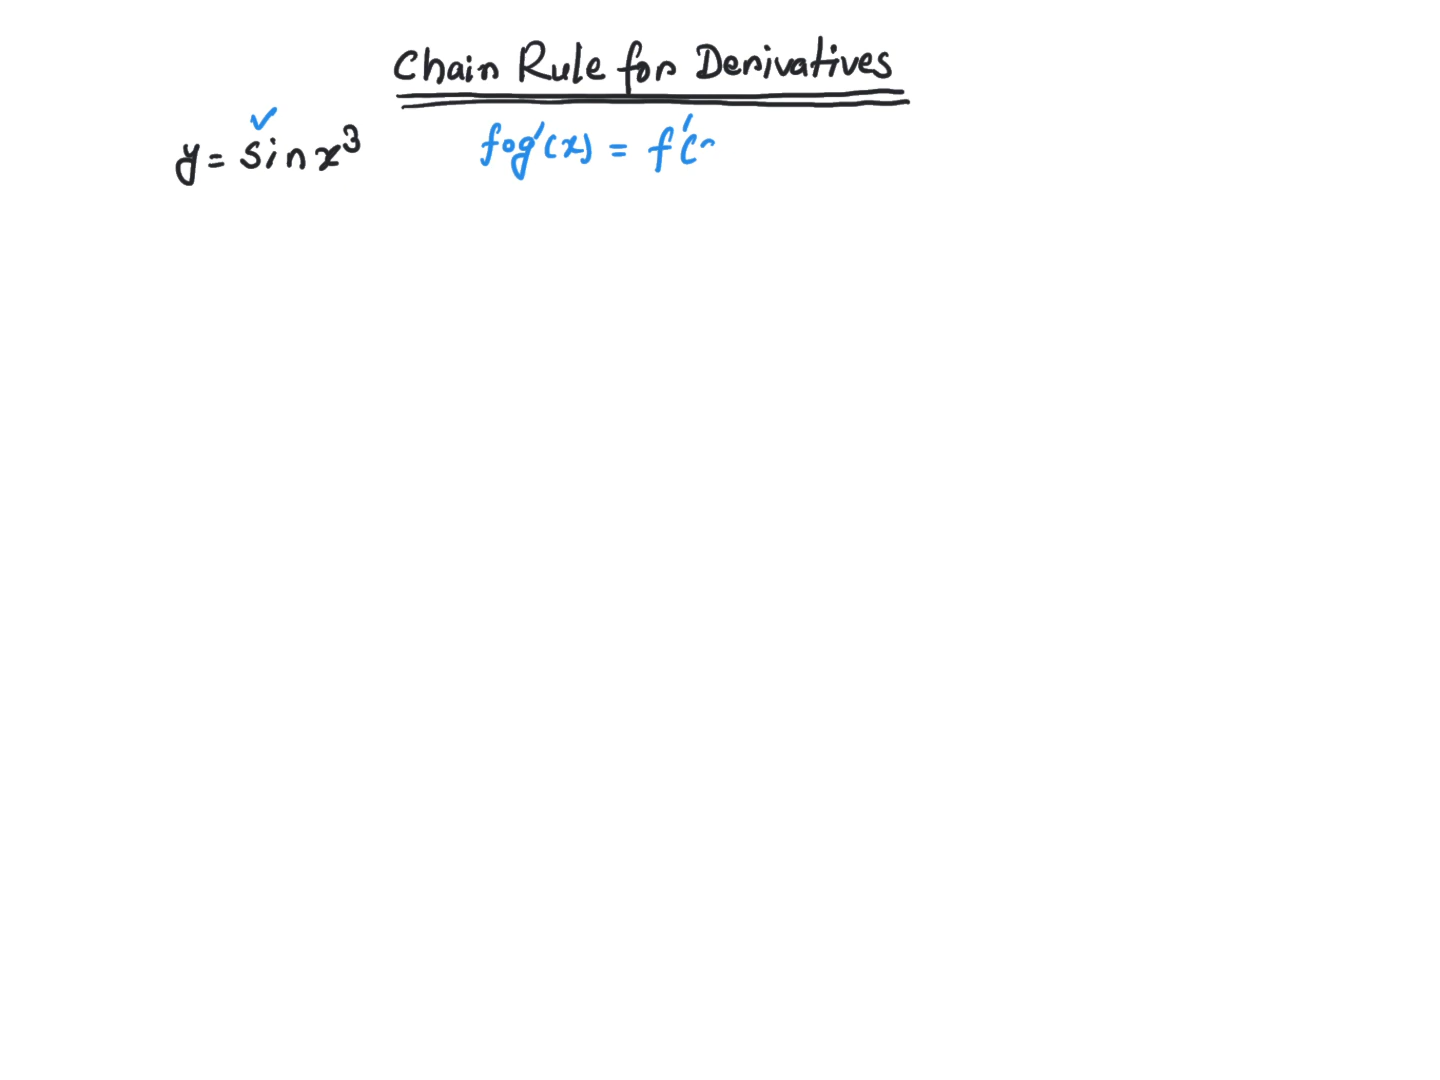 Chain Rule for Derivatives
y = sin x³ fog'(x) = f'(